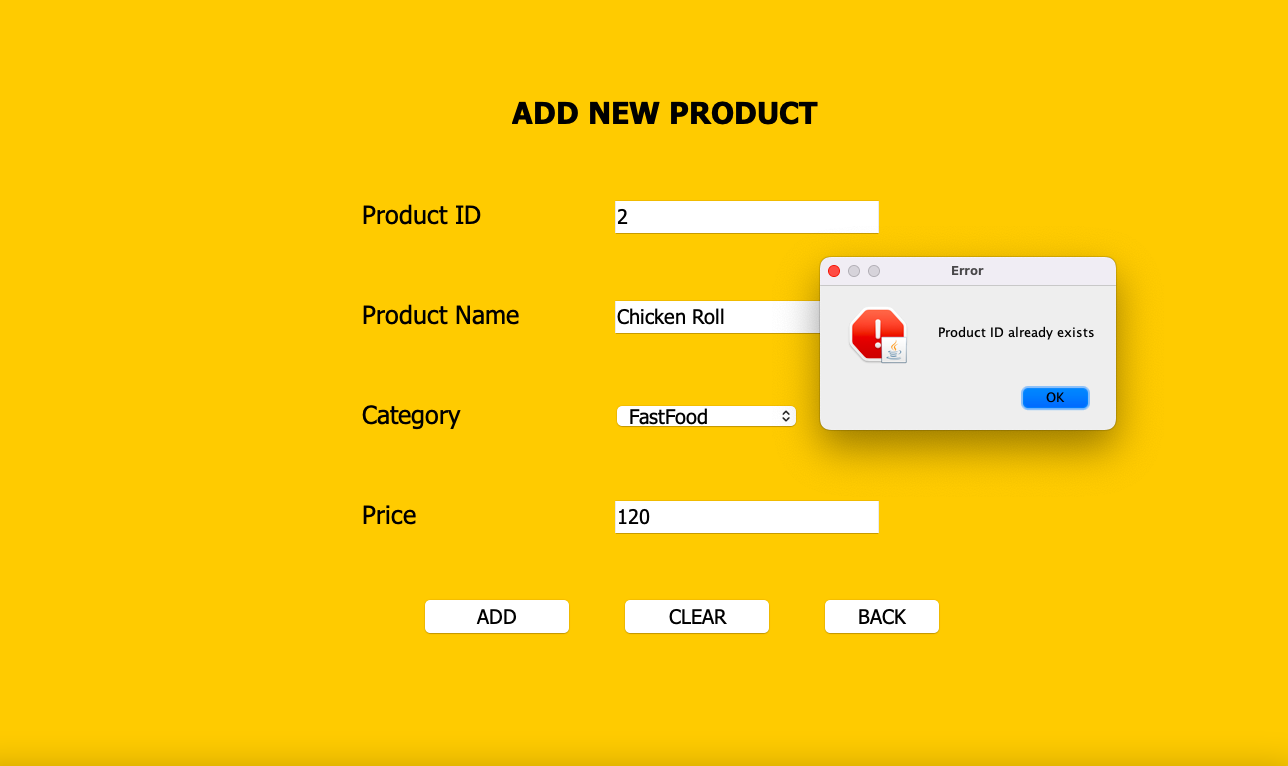 ADD NEW PRODUCT
Product ID 2
Error
Product Name Chicken Roll
Product ID already exists
OK
Category FastFood
Price 120
ADD CLEAR BACK